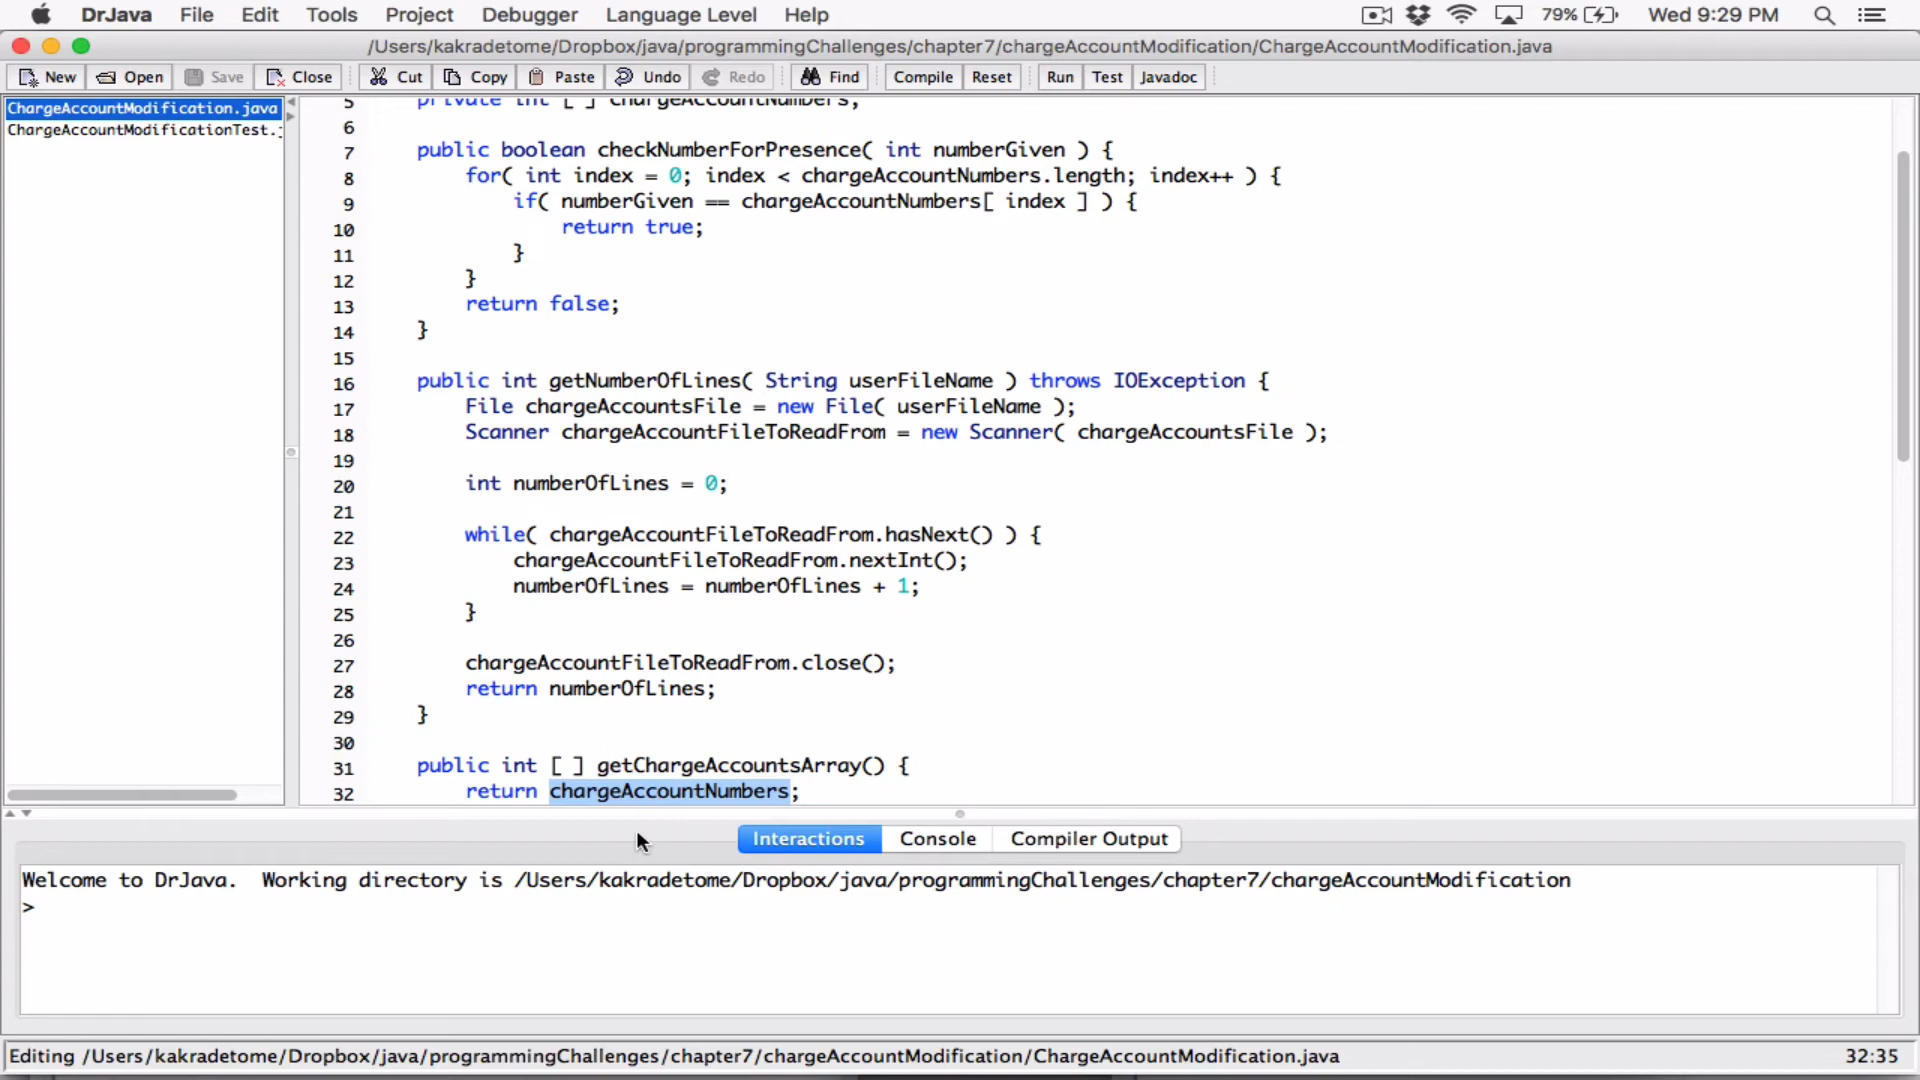 DrJava File Edit Tools Project Debugger Language Level Help 79% Wed 9:29 PM
/Users/kakradetome/Dropbox/java/programmingChallenges/chapter7/chargeAccountModification/ChargeAccountModification.java
New Open Save Close Cut Copy Paste Undo Redo Find Compile Reset Run Test Javadoc
ChargeAccountModification.java
ChargeAccountModificationTest.j
5 private int [ ] chargeAccountNumbers;
6
7 public boolean checkNumberForPresence( int numberGiven ) {
8 for( int index = 0; index < chargeAccountNumbers.length; index++ ) {
9 if( numberGiven == chargeAccountNumbers[ index ] ) {
10 return true;
11 }
12 }
13 return false;
14 }
15
16 public int getNumberOfLines( String userFileName ) throws IOException {
17 File chargeAccountsFile = new File( userFileName );
18 Scanner chargeAccountFileToReadFrom = new Scanner( chargeAccountsFile );
19
20 int numberOfLines = 0;
21
22 while( chargeAccountFileToReadFrom.hasNext() ) {
23 chargeAccountFileToReadFrom.nextInt();
24 numberOfLines = numberOfLines + 1;
25 }
26
27 chargeAccountFileToReadFrom.close();
28 return numberOfLines;
29 }
30
31 public int [ ] getChargeAccountsArray() {
32 return chargeAccountNumbers;
Interactions Console Compiler Output
Welcome to DrJava.  Working directory is /Users/kakradetome/Dropbox/java/programmingChallenges/chapter7/chargeAccountModification
>
Editing /Users/kakradetome/Dropbox/java/programmingChallenges/chapter7/chargeAccountModification/ChargeAccountModification.java 32:35